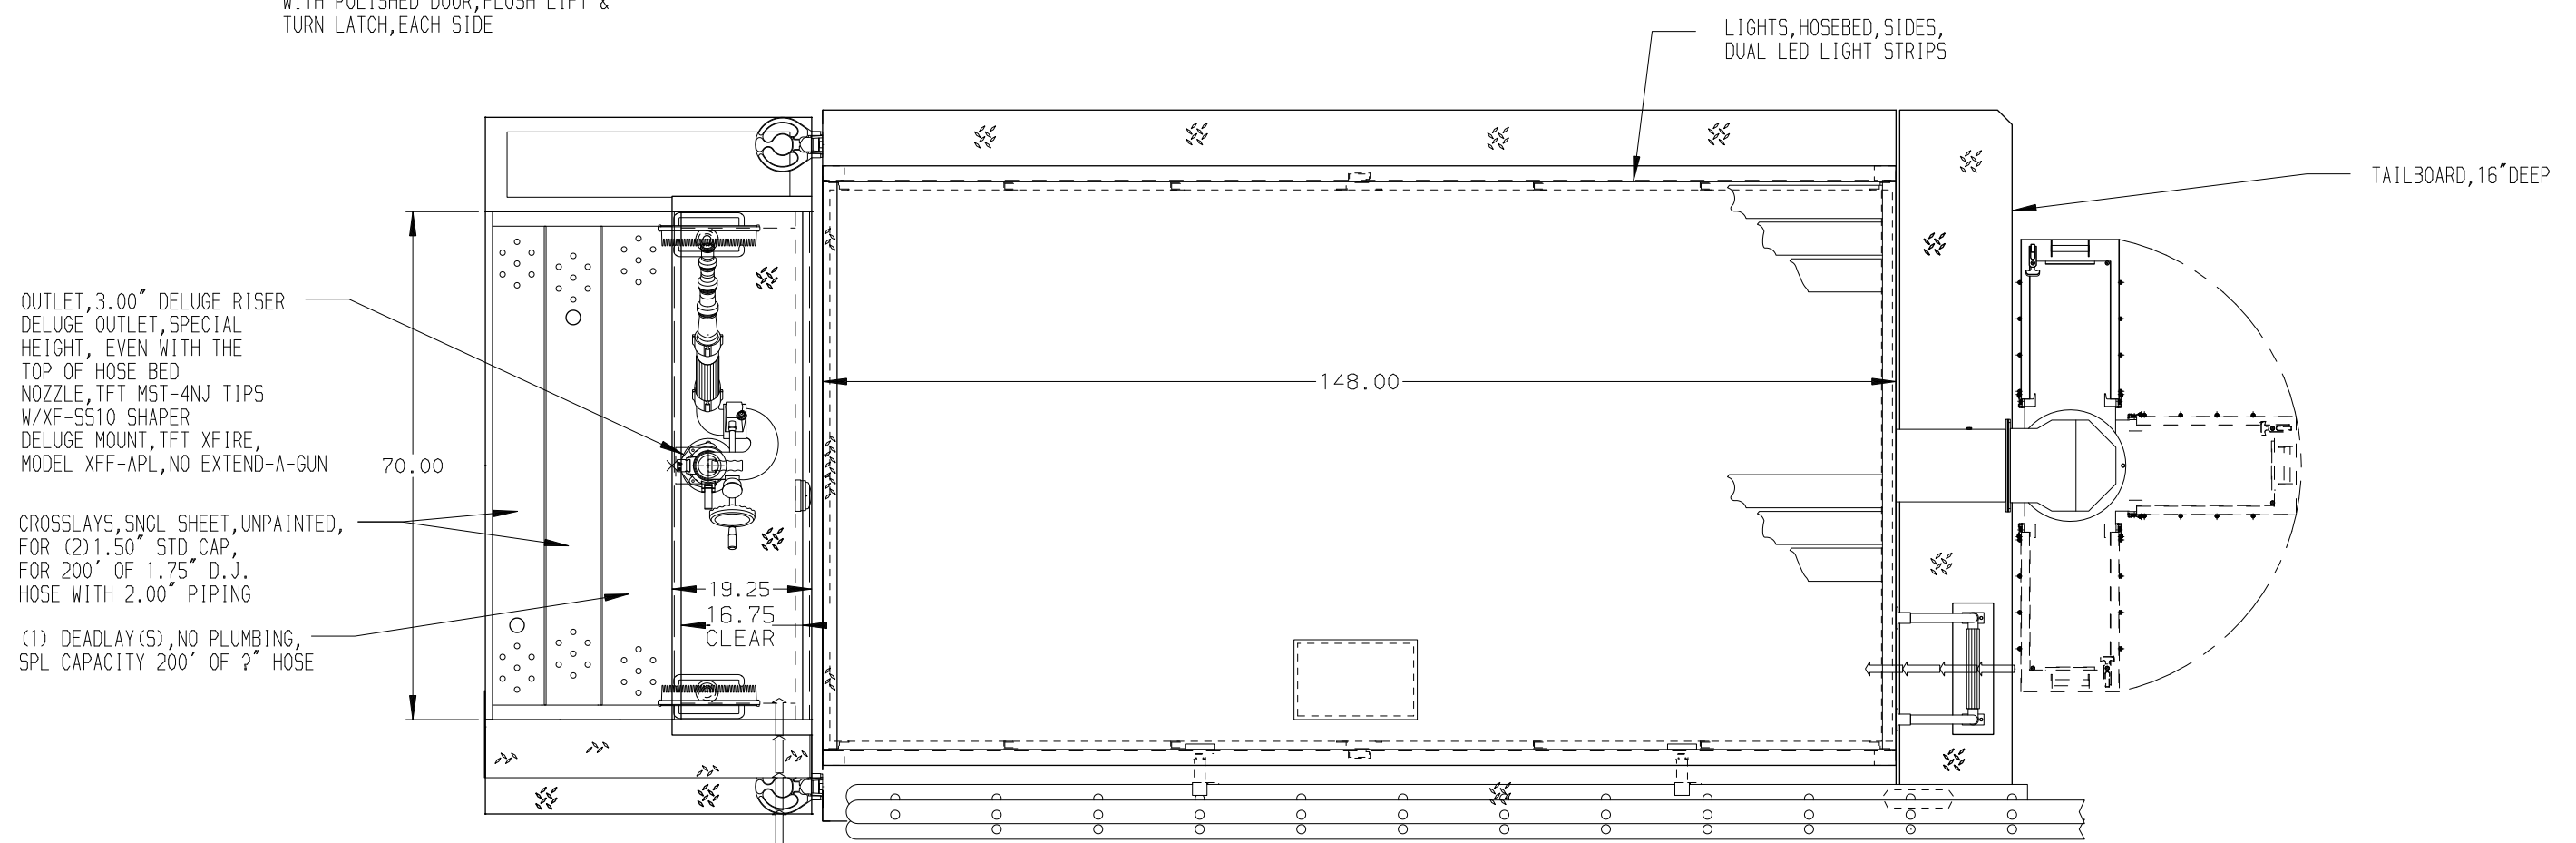 WITH POLISHED DOOR,FLUSH LIFT &
TURN LATCH,EACH SIDE
LIGHTS,HOSEBED,SIDES,
DUAL LED LIGHT STRIPS
TAILBOARD,16″DEEP
OUTLET,3.00″ DELUGE RISER
DELUGE OUTLET,SPECIAL
HEIGHT, EVEN WITH THE
TOP OF HOSE BED
NOZZLE,TFT MST-4NJ TIPS
W/XF-SS10 SHAPER
DELUGE MOUNT,TFT XFIRE,
MODEL XFF-APL,NO EXTEND-A-GUN
70.00
148.00
CROSSLAYS,SNGL SHEET,UNPAINTED,
FOR (2)1.50″ STD CAP,
FOR 200′ OF 1.75″ D.J.
HOSE WITH 2.00″ PIPING
19.25
16.75
CLEAR
(1) DEADLAY(S),NO PLUMBING,
SPL CAPACITY 200′ OF ?″ HOSE